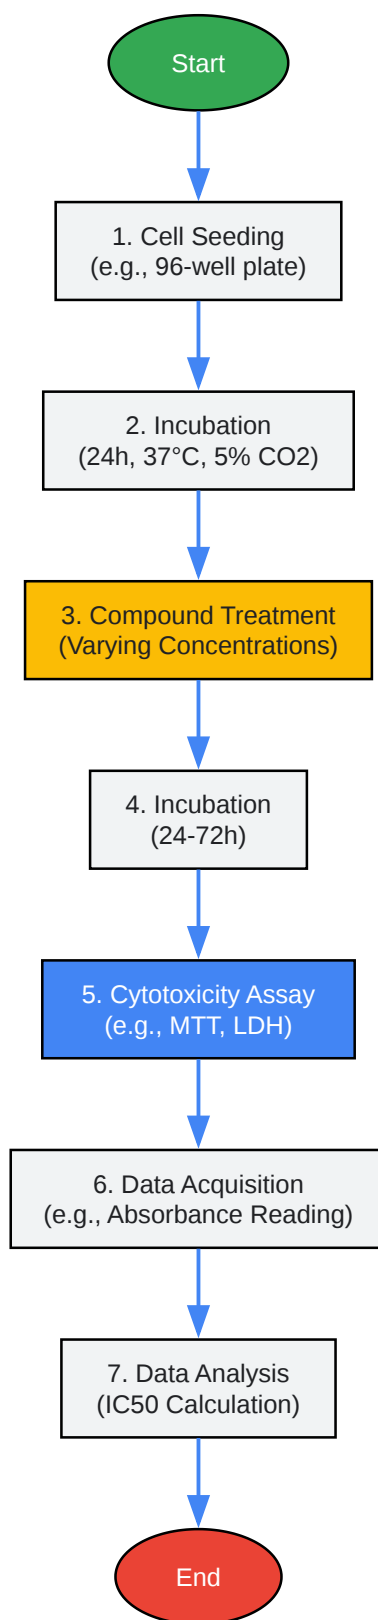 Start
1. Cell Seeding
(e.g., 96-well plate)
2. Incubation
(24h, 37°C, 5% CO2)
3. Compound Treatment
(Varying Concentrations)
4. Incubation
(24-72h)
5. Cytotoxicity Assay
(e.g., MTT, LDH)
6. Data Acquisition
(e.g., Absorbance Reading)
7. Data Analysis
(IC50 Calculation)
End